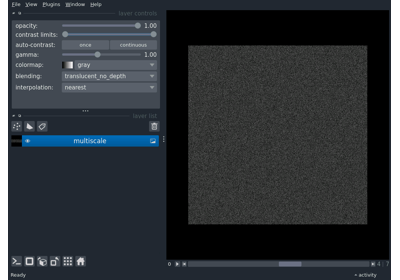 File View Plugins Window Help
layer controls
opacity: 1.00
contrast limits:
auto-contrast: once continuous
gamma: 1.00
colormap: gray
blending: translucent_no_depth
interpolation: nearest
layer list
multiscale
Ready
activity